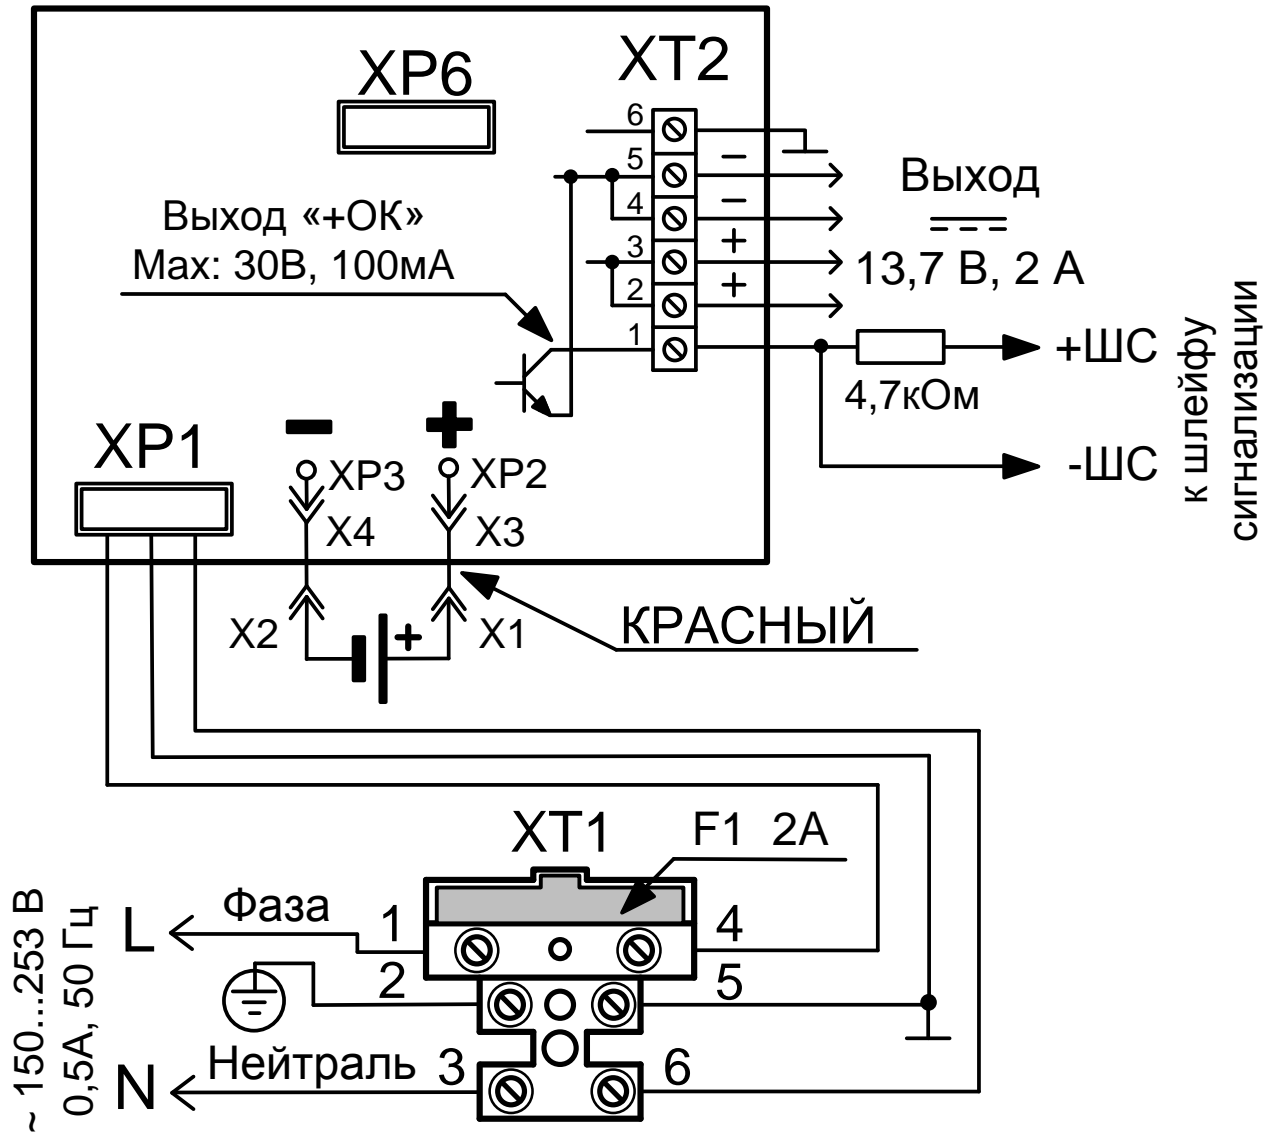 XP6
XT2
6
5
4
3
2
1
−
−
+
+
Выход
13,7 В, 2 А
Выход «+ОК»
Max: 30В, 100мА
+ШС
4,7кОм
-ШС
к шлейфу
сигнализации
XP1
−
+
XP3
XP2
X4
X3
X2
+
X1
КРАСНЫЙ
XT1
F1 2А
~ 150...253 В
0,5А, 50 Гц
L
Фаза
1
4
2
5
N
Нейтраль
3
6